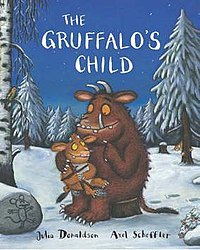 THE
GRUFFALO'S
CHILD
Julia Donaldson Axel Scheffler